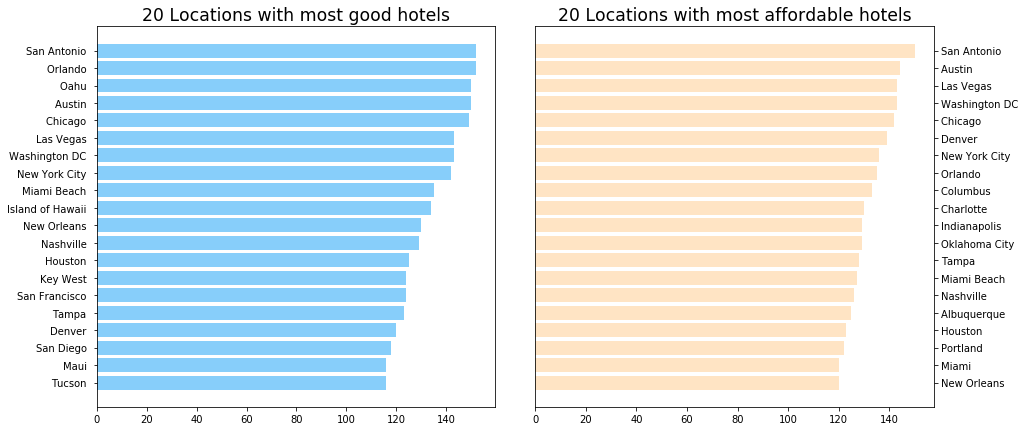 20 Locations with most good hotels
San Antonio
Orlando
Oahu
Austin
Chicago
Las Vegas
Washington DC
New York City
Miami Beach
Island of Hawaii
New Orleans
Nashville
Houston
Key West
San Francisco
Tampa
Denver
San Diego
Maui
Tucson
0 20 40 60 80 100 120 140
20 Locations with most affordable hotels
San Antonio
Austin
Las Vegas
Washington DC
Chicago
Denver
New York City
Orlando
Columbus
Charlotte
Indianapolis
Oklahoma City
Tampa
Miami Beach
Nashville
Albuquerque
Houston
Portland
Miami
New Orleans
0 20 40 60 80 100 120 140